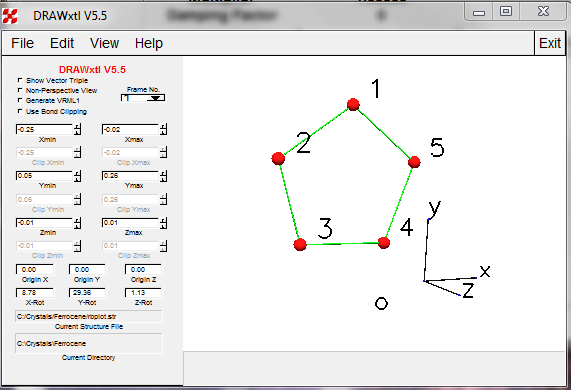 Damping Factor
DRAWxtl V5.5
File Edit View Help Exit
DRAWxtl V5.5
Show Vector Triple
Non-Perspective View
Frame No.
Generate VRML1
1
Use Bond Clipping
-0.25 -0.02
Xmin Xmax
-0.25 -0.02
Clip Xmin Clip Xmax
0.05 0.26
Ymin Ymax
0.05 0.26
Clip Ymin Clip Ymax
-0.01 0.01
Zmin Zmax
-0.01 0.01
Clip Zmin Clip Zmax
0.00 0.00 0.00
Origin X Origin Y Origin Z
8.78 29.36 1.13
X-Rot Y-Rot Z-Rot
C:/Crystals/Ferrocene/roplot.str
Current Structure File
C:/Crystals/Ferrocene
Current Directory
1
2
5
3
4
y
x
z
o